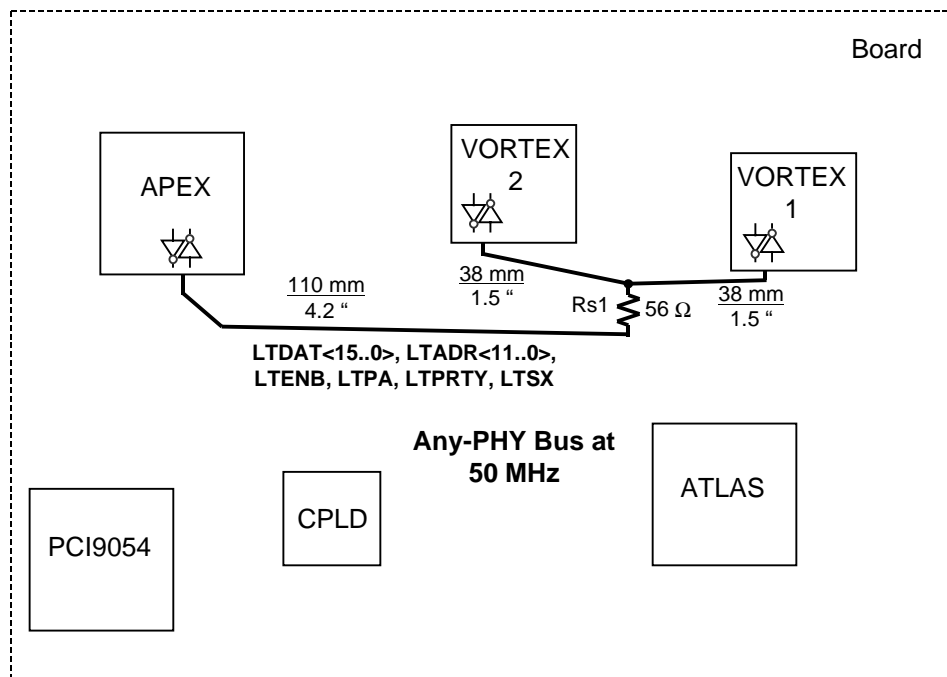 Board
APEX
VORTEX
2
VORTEX
1
110 mm
4.2 “
38 mm
1.5 “
Rs1
56 Ω
38 mm
1.5 “
LTDAT<15..0>, LTADR<11..0>,
LTENB, LTPA, LTPRTY, LTSX
Any-PHY Bus at
50 MHz
ATLAS
CPLD
PCI9054